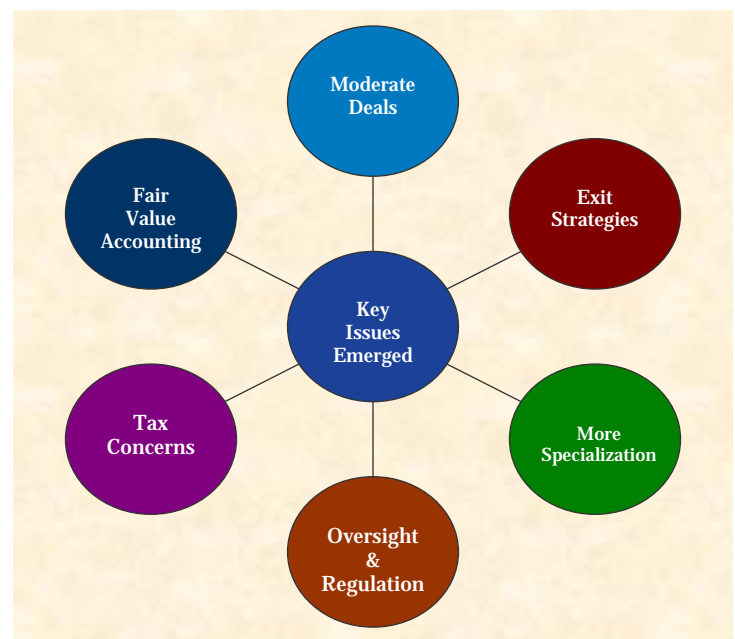 Moderate
Deals
Fair
Value
Accounting
Exit
Strategies
Key
Issues
Emerged
Tax
Concerns
More
Specialization
Oversight
&
Regulation